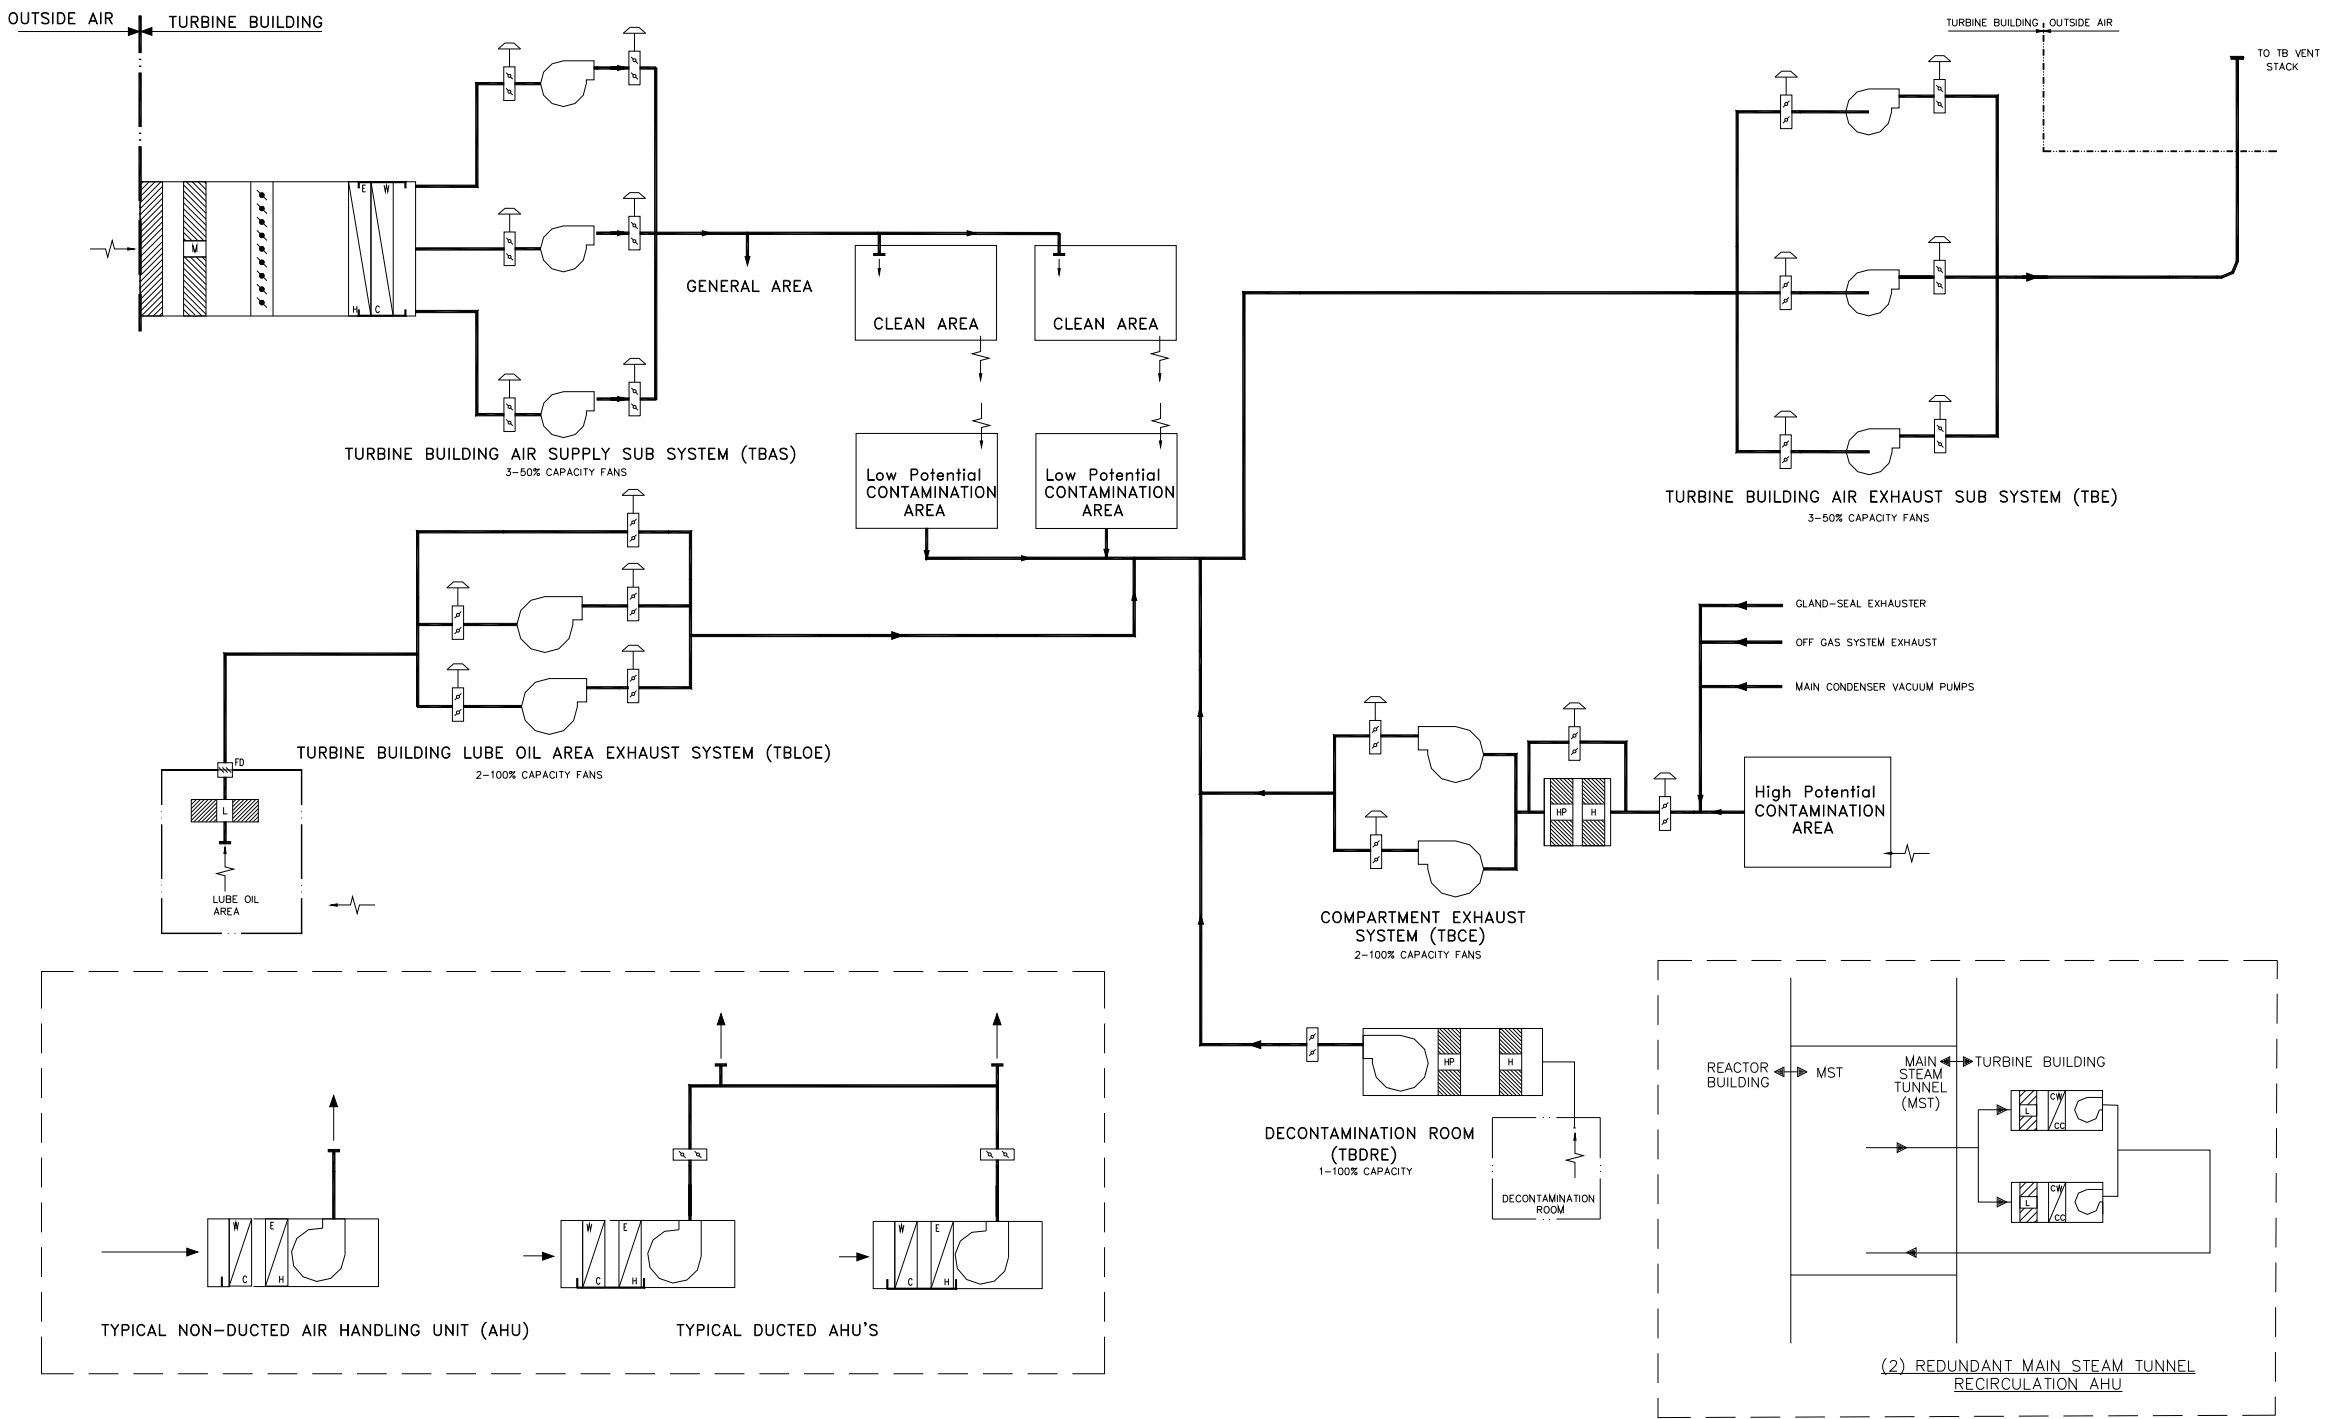 OUTSIDE AIR
TURBINE BUILDING
TURBINE BUILDING
OUTSIDE AIR
TO TB VENT
STACK
M
E
W
H
C
GENERAL AREA
CLEAN AREA
CLEAN AREA
TURBINE BUILDING AIR SUPPLY SUB SYSTEM (TBAS)
3-50% CAPACITY FANS
Low Potential
CONTAMINATION
AREA
Low Potential
CONTAMINATION
AREA
TURBINE BUILDING AIR EXHAUST SUB SYSTEM (TBE)
3-50% CAPACITY FANS
GLAND-SEAL EXHAUSTER
OFF GAS SYSTEM EXHAUST
MAIN CONDENSER VACUUM PUMPS
TURBINE BUILDING LUBE OIL AREA EXHAUST SYSTEM (TBLOE)
2-100% CAPACITY FANS
FD
L
LUBE OIL
AREA
HP
H
High Potential
CONTAMINATION
AREA
COMPARTMENT EXHAUST
SYSTEM (TBCE)
2-100% CAPACITY FANS
HP
H
DECONTAMINATION ROOM
(TBDRE)
1-100% CAPACITY
DECONTAMINATION
ROOM
REACTOR
BUILDING
MST
MAIN
STEAM
TUNNEL
(MST)
TURBINE BUILDING
L
CW
CC
L
CW
CC
(2) REDUNDANT MAIN STEAM TUNNEL
RECIRCULATION AHU
W
C
E
H
W
C
E
H
W
C
E
H
TYPICAL NON-DUCTED AIR HANDLING UNIT (AHU)
TYPICAL DUCTED AHU'S